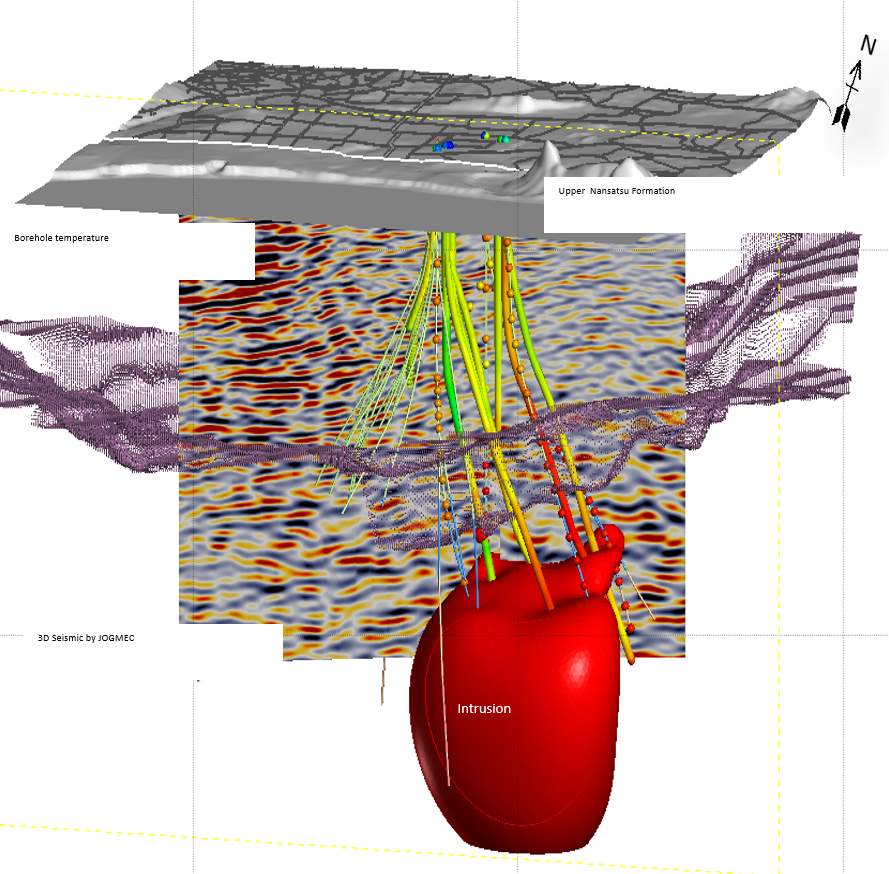 N
Upper Nansatsu Formation
Borehole temperature
3D Seismic by JOGMEC
Intrusion